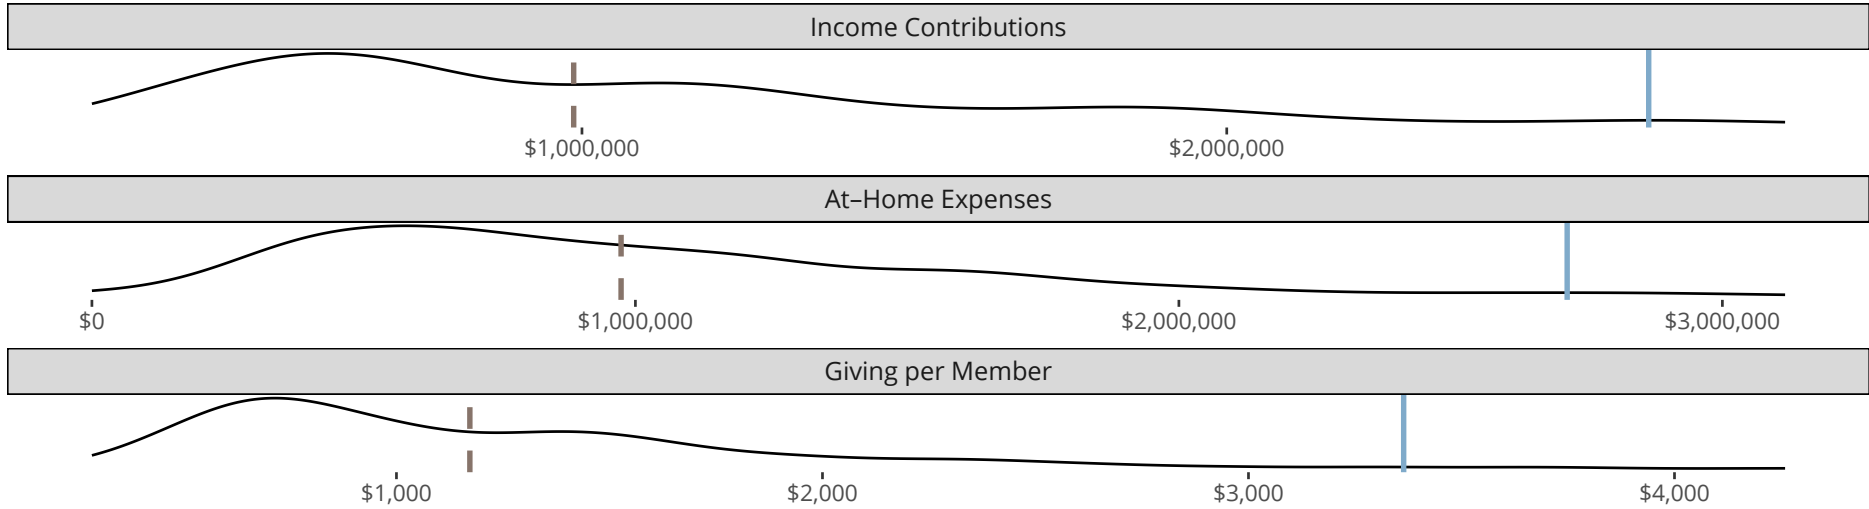 Income Contributions
$1,000,000 $2,000,000
At–Home Expenses
$0 $1,000,000 $2,000,000 $3,000,000
Giving per Member
$1,000 $2,000 $3,000 $4,000